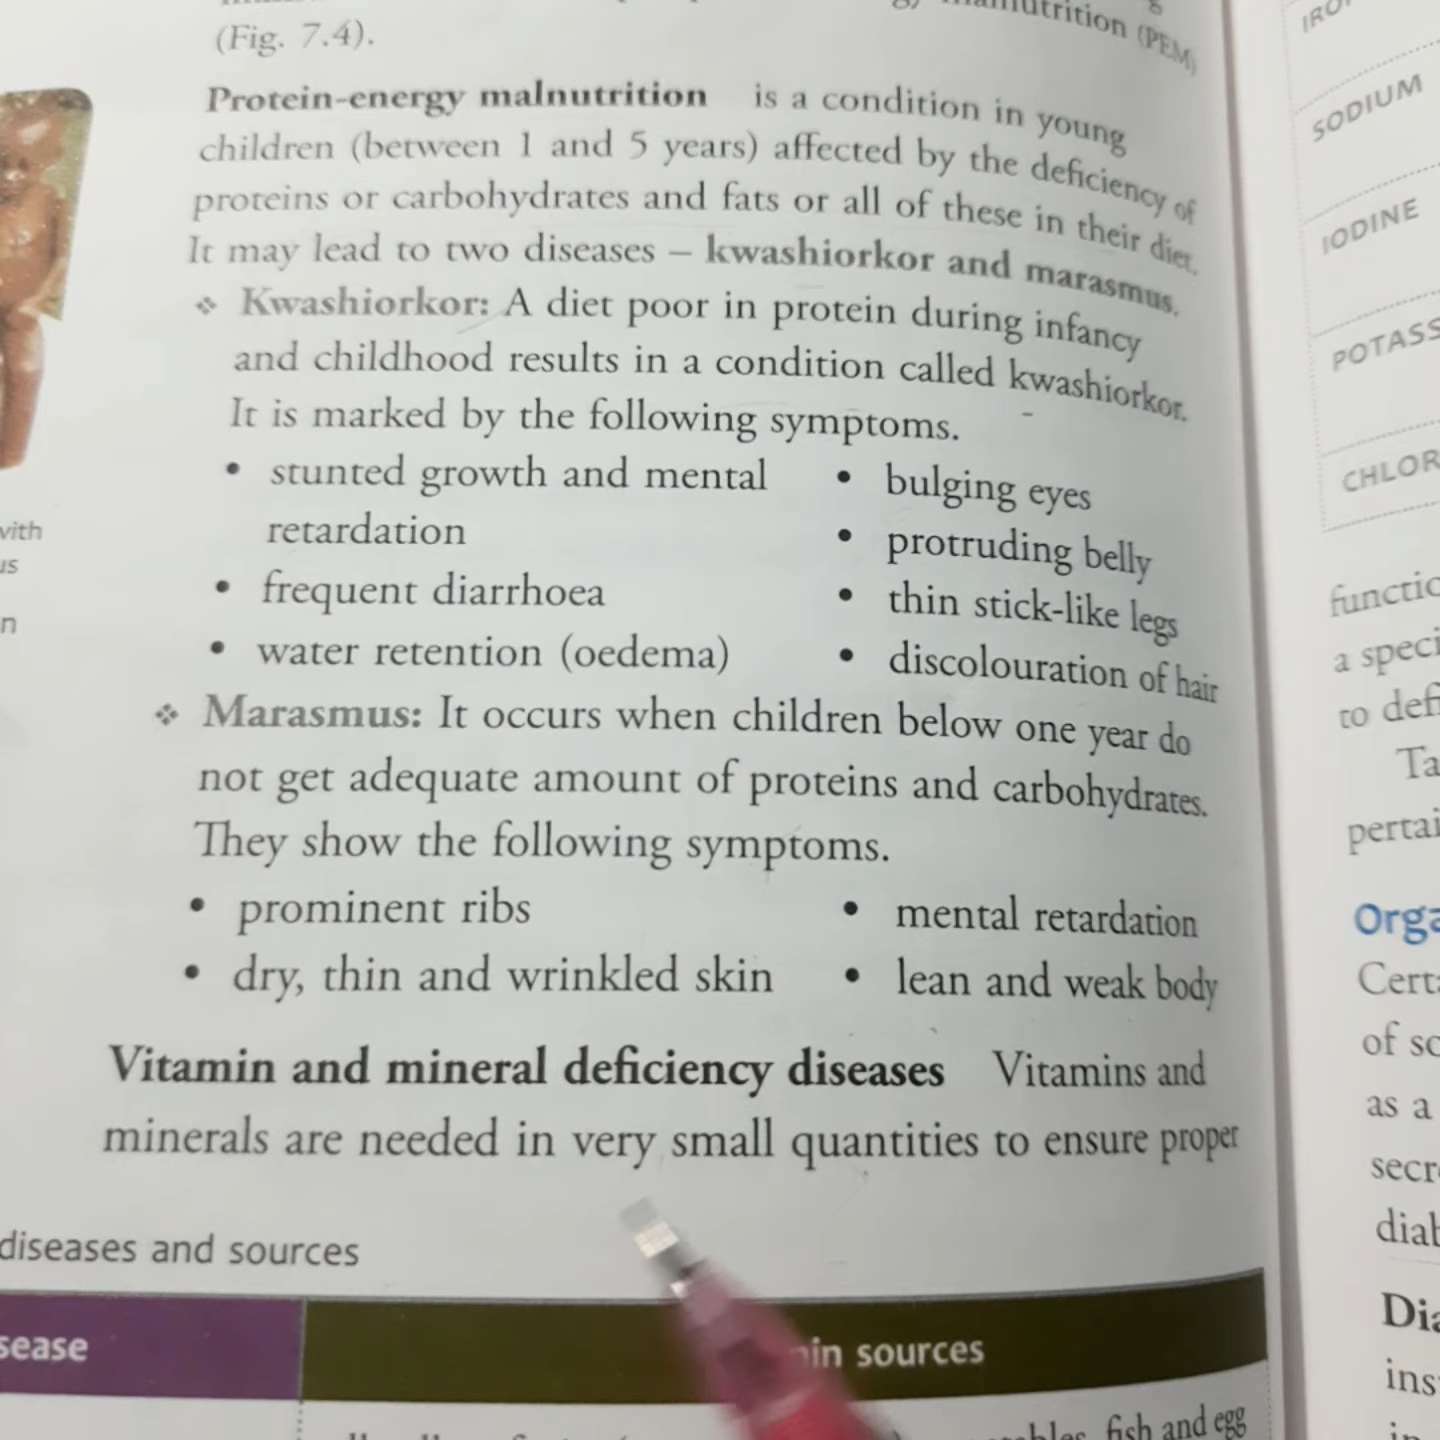 malnutrition (PEM)
(Fig. 7.4).
Protein-energy malnutrition is a condition in young
children (between 1 and 5 years) affected by the deficiency of
proteins or carbohydrates and fats or all of these in their diet.
It may lead to two diseases – kwashiorkor and marasmus.
❖ Kwashiorkor: A diet poor in protein during infancy
and childhood results in a condition called kwashiorkor.
It is marked by the following symptoms.
• stunted growth and mental
retardation
• frequent diarrhoea
• water retention (oedema)
• bulging eyes
• protruding belly
• thin stick-like legs
• discolouration of hair
❖ Marasmus: It occurs when children below one year do
not get adequate amount of proteins and carbohydrates.
They show the following symptoms.
• prominent ribs
• dry, thin and wrinkled skin
• mental retardation
• lean and weak body
Vitamin and mineral deficiency diseases Vitamins and
minerals are needed in very small quantities to ensure proper
diseases and sources
sources
fish and egg
SODIUM
IODINE
POTASS
CHLOR
functio
a speci
to defi
Ta
pertai
Orga
Certa
of so
as a
secr
diab
Dia
ins